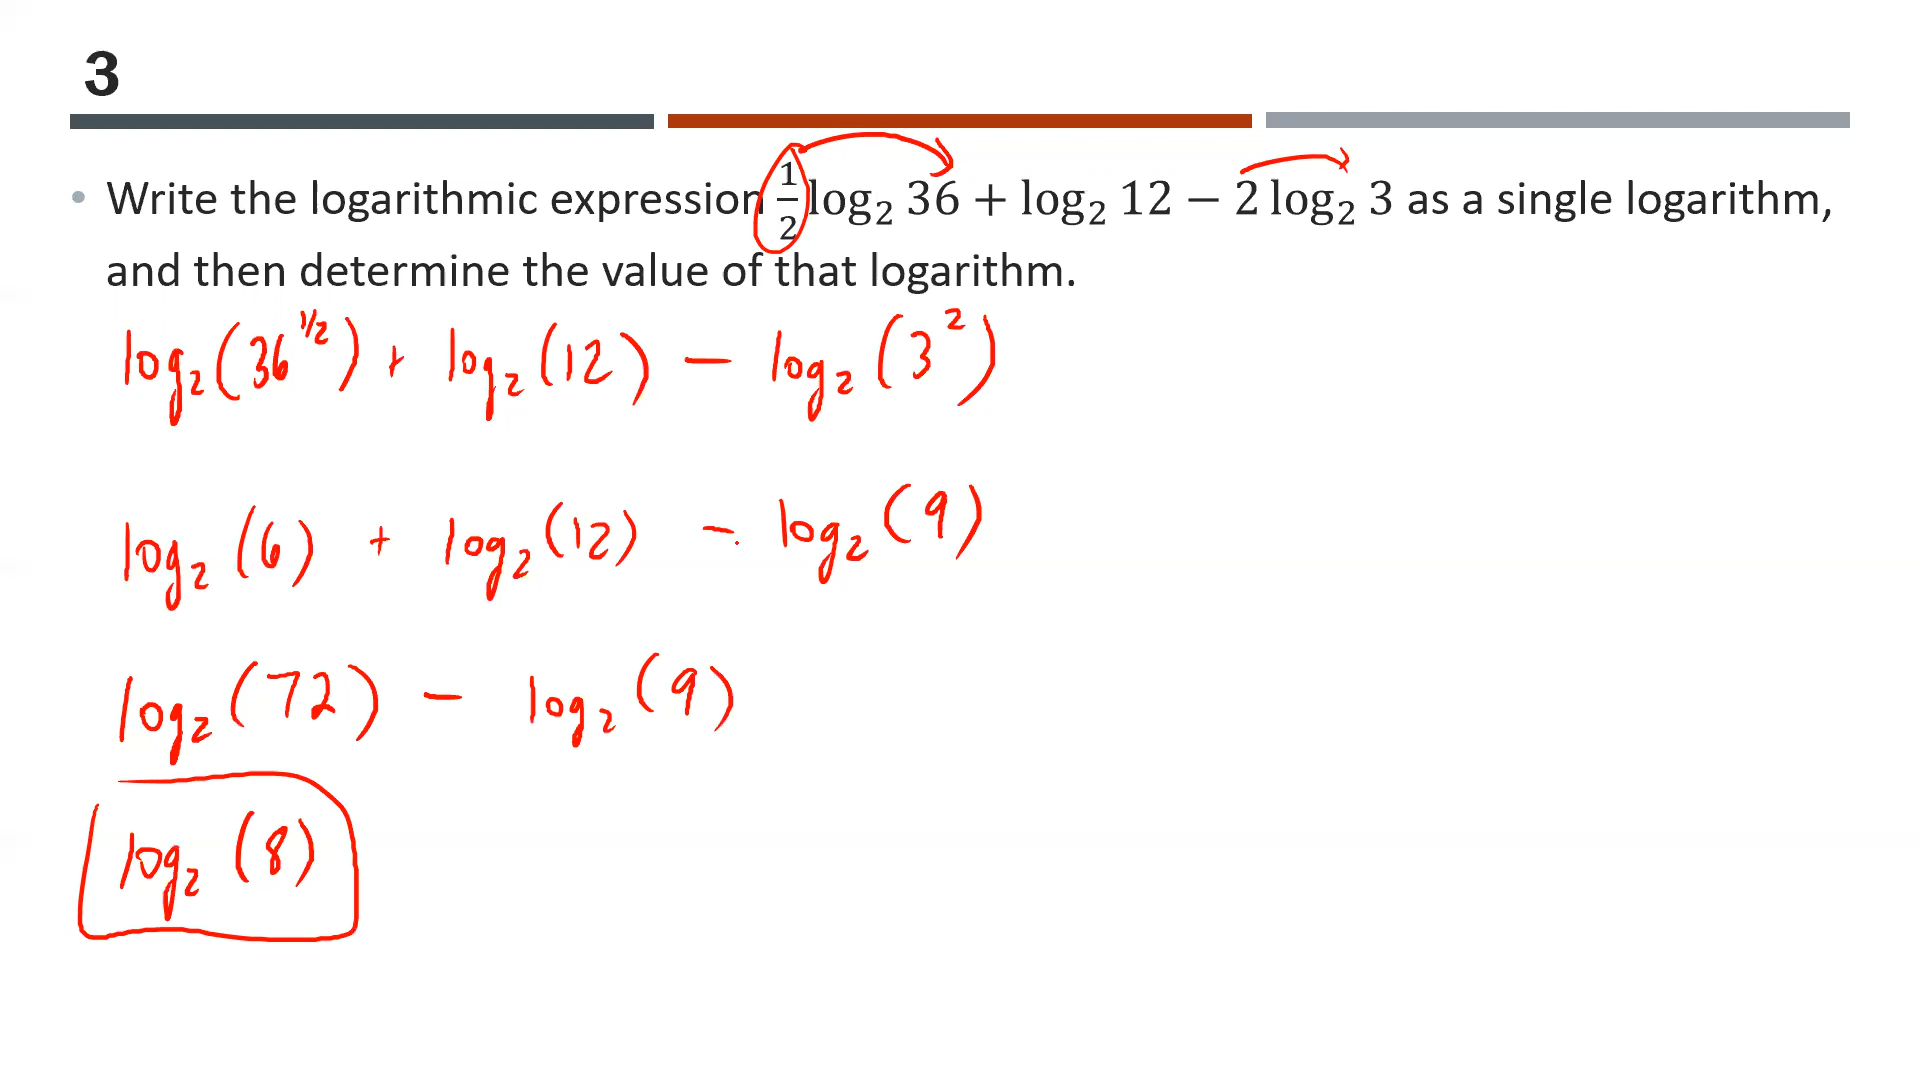 3
• Write the logarithmic expression ½ log₂ 36 + log₂ 12 − 2 log₂ 3 as a single logarithm,
and then determine the value of that logarithm.
log₂(36^1/2) + log₂(12) − log₂(3²)
log₂(6) + log₂(12) − log₂(9)
log₂(72) − log₂(9)
log₂(8)